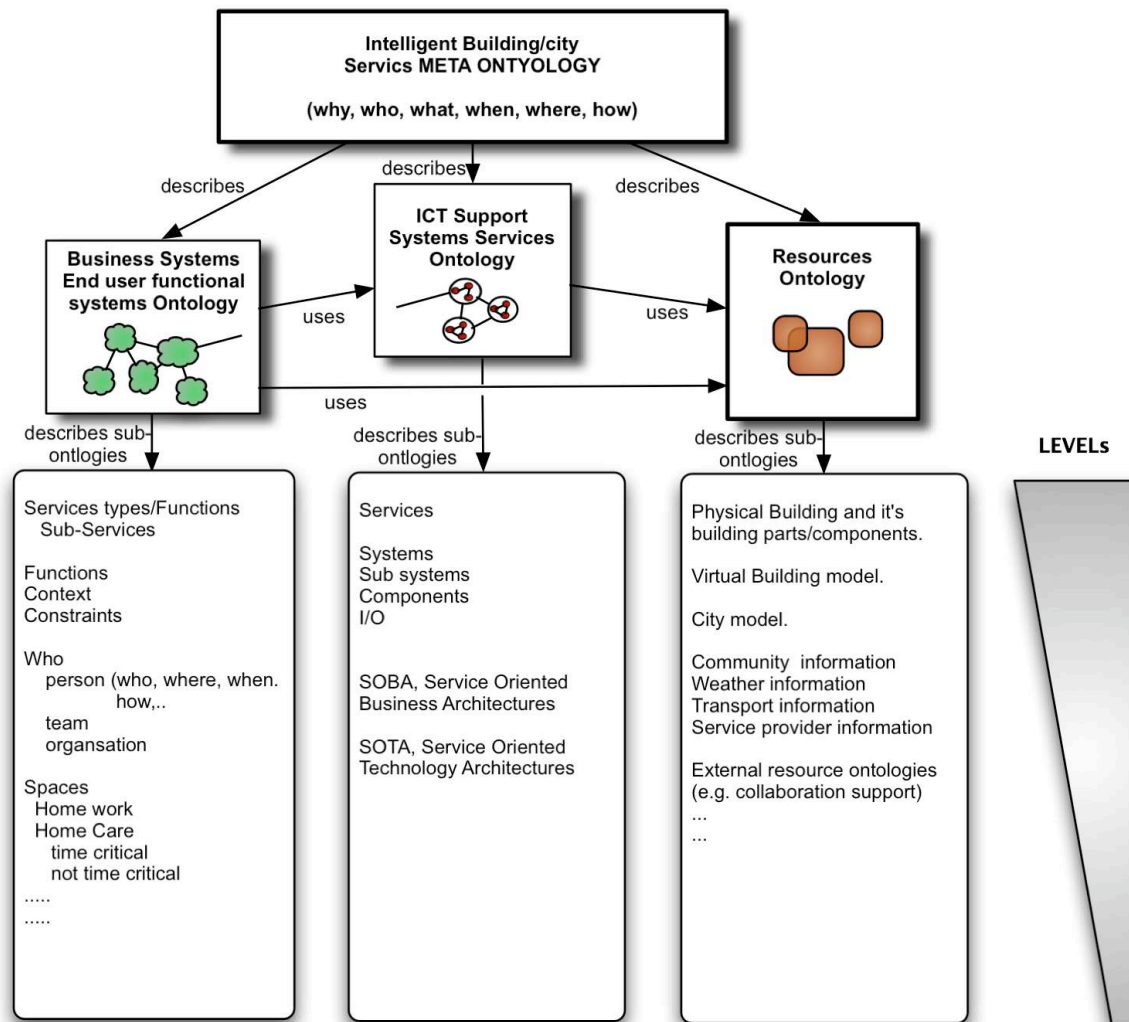 Intelligent Building/city
Servics META ONTYOLOGY
(why, who, what, when, where, how)
describes
describes
describes
Business Systems
End user functional
systems Ontology
ICT Support
Systems Services
Ontology
Resources
Ontology
uses
uses
uses
describes sub-
ontlogies
describes sub-
ontlogies
describes sub-
ontlogies
LEVELs
Services types/Functions
Sub-Services
Functions
Context
Constraints
Who
person (who, where, when.
how,..
team
organsation
Spaces
Home work
Home Care
time critical
not time critical
.....
.....
Services
Systems
Sub systems
Components
I/O
SOBA, Service Oriented
Business Architectures
SOTA, Service Oriented
Technology Architectures
Physical Building and it's
building parts/components.
Virtual Building model.
City model.
Community  information
Weather information
Transport information
Service provider information
External resource ontologies
(e.g. collaboration support)
...
...